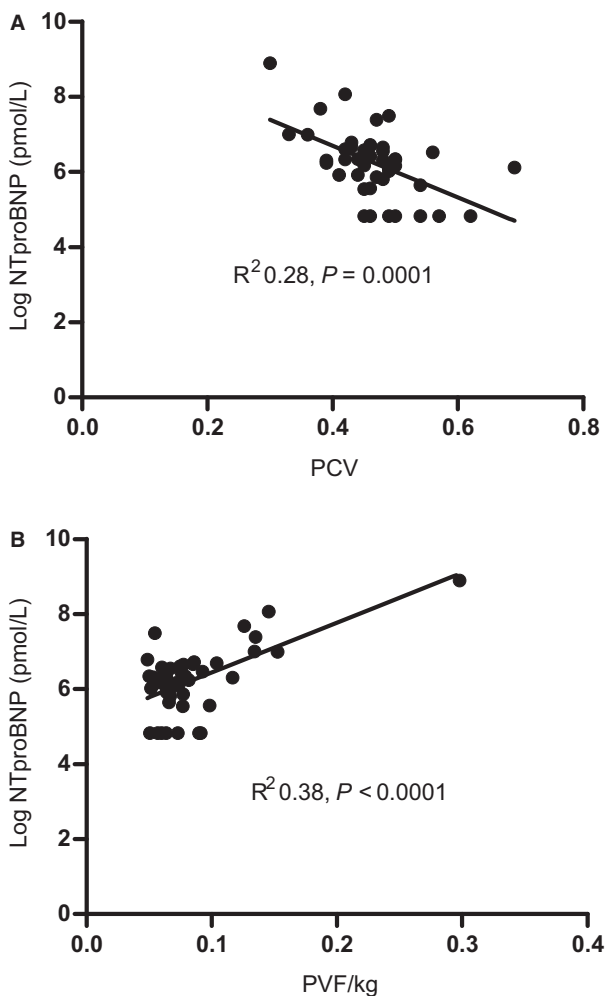 A
Log NTproBNP (pmol/L)
10
8
6
4
2
0
R² 0.28, P = 0.0001
0.0 0.2 0.4 0.6 0.8
PCV
B
Log NTproBNP (pmol/L)
10
8
6
4
2
0
R² 0.38, P < 0.0001
0.0 0.1 0.2 0.3 0.4
PVF/kg